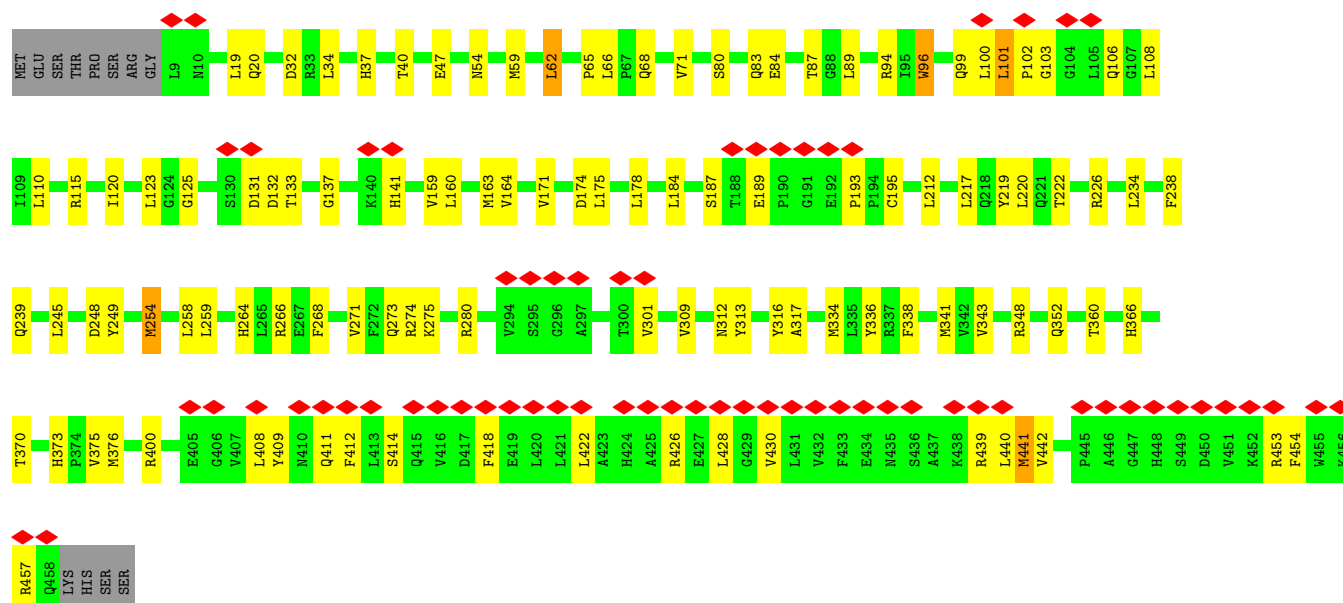 MET GLU SER THR PRO SER ARG GLY L9 N10 L19 Q20 D32 R33 L34 H37 T40 E47 N54 M59 L62 P65 L66 P67 Q68 V71 S80 Q83 E84 T87 G88 L89 R94 I95 W96 Q99 L100 L101 P102 G103 G104 L105 Q106 G107 L108
I109 L110 R115 I120 L123 G124 G125 S130 D131 D132 T133 G137 K140 H141 V159 L160 M163 V164 V171 D174 L175 L178 L184 S187 T188 E189 P190 G191 E192 P193 P194 C195 L212 L217 Q218 Y219 L220 Q221 T222 R226 L234 F238
Q239 L245 D248 Y249 M254 L258 L259 H264 L265 R266 E267 F268 V271 F272 Q273 R274 K275 R280 V294 S295 G296 A297 T300 V301 V309 N312 Y313 Y316 A317 M334 L335 Y336 R337 F338 M341 V342 V343 R348 Q352 T360 H366
T370 H373 P374 V375 M376 R400 E405 G406 V407 L408 Y409 N410 Q411 F412 L413 S414 Q415 V416 D417 F418 E419 L420 L421 L422 A423 H424 A425 R426 E427 L428 G429 V430 L431 V432 F433 E434 N435 S436 A437 K438 R439 L440 M441 V442 P445 A446 G447 H448 S449 D450 V451 K452 R453 F454 W455 K456
R457 Q458 LYS HIS SER SER